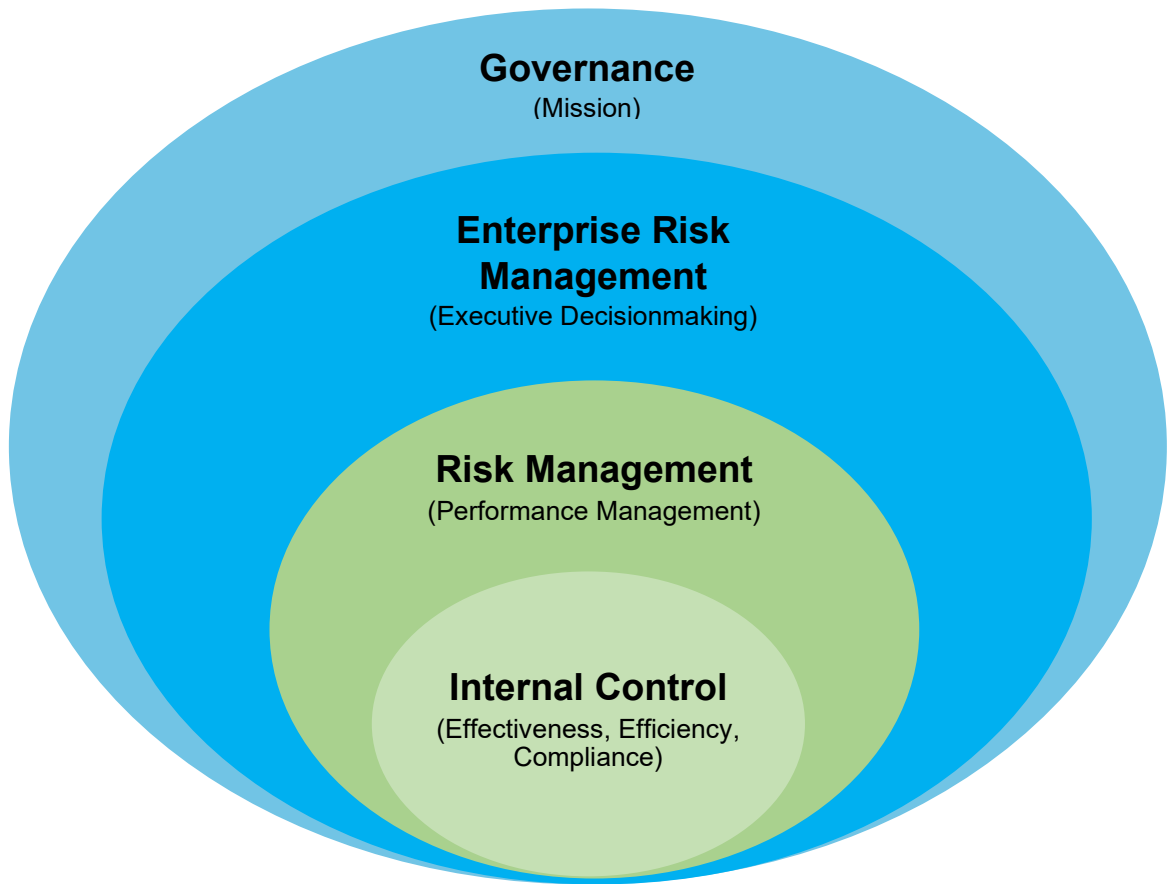 Governance
(Mission)
Enterprise Risk
Management
(Executive Decisionmaking)
Risk Management
(Performance Management)
Internal Control
(Effectiveness, Efficiency,
Compliance)